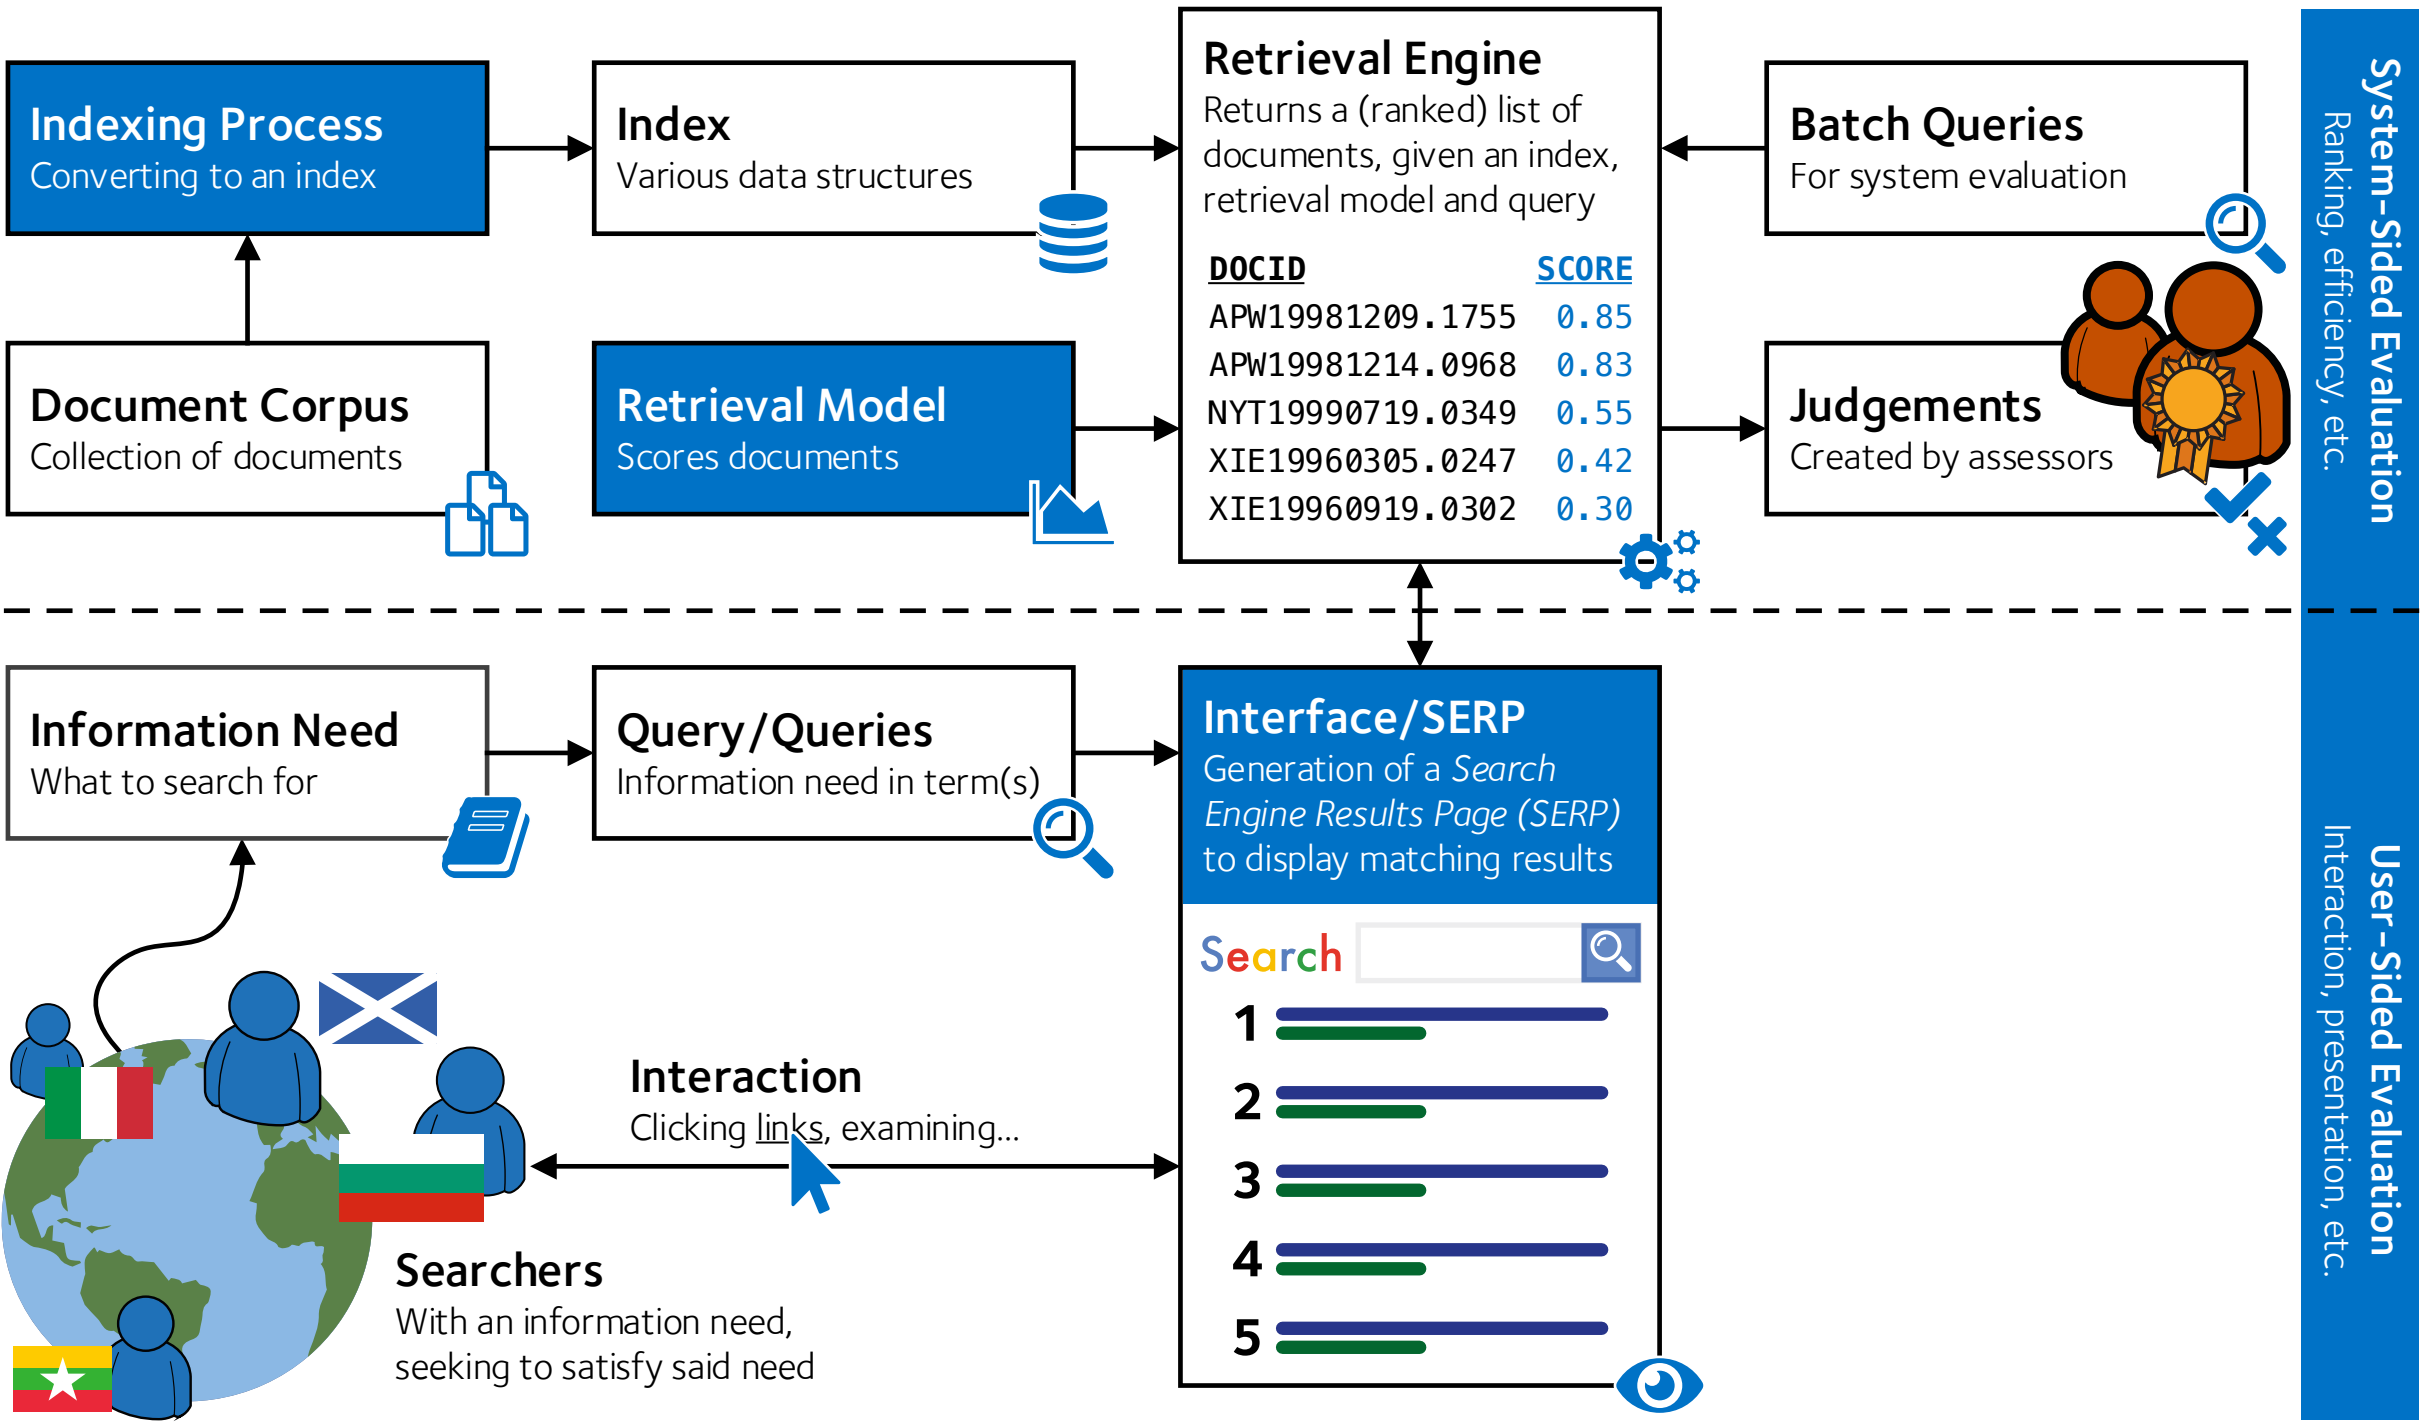 Indexing Process
Converting to an index
Index
Various data structures
Retrieval Engine
Returns a (ranked) list of
documents, given an index,
retrieval model and query
DOCID SCORE
APW19981209.1755 0.85
APW19981214.0968 0.83
NYT19990719.0349 0.55
XIE19960305.0247 0.42
XIE19960919.0302 0.30
Batch Queries
For system evaluation
Document Corpus
Collection of documents
Retrieval Model
Scores documents
Judgements
Created by assessors
System-Sided Evaluation
Ranking, efficiency, etc.
Information Need
What to search for
Query/Queries
Information need in term(s)
Interface/SERP
Generation of a Search
Engine Results Page (SERP)
to display matching results
Search
1
2
3
4
5
Interaction
Clicking links, examining...
Searchers
With an information need,
seeking to satisfy said need
User-Sided Evaluation
Interaction, presentation, etc.